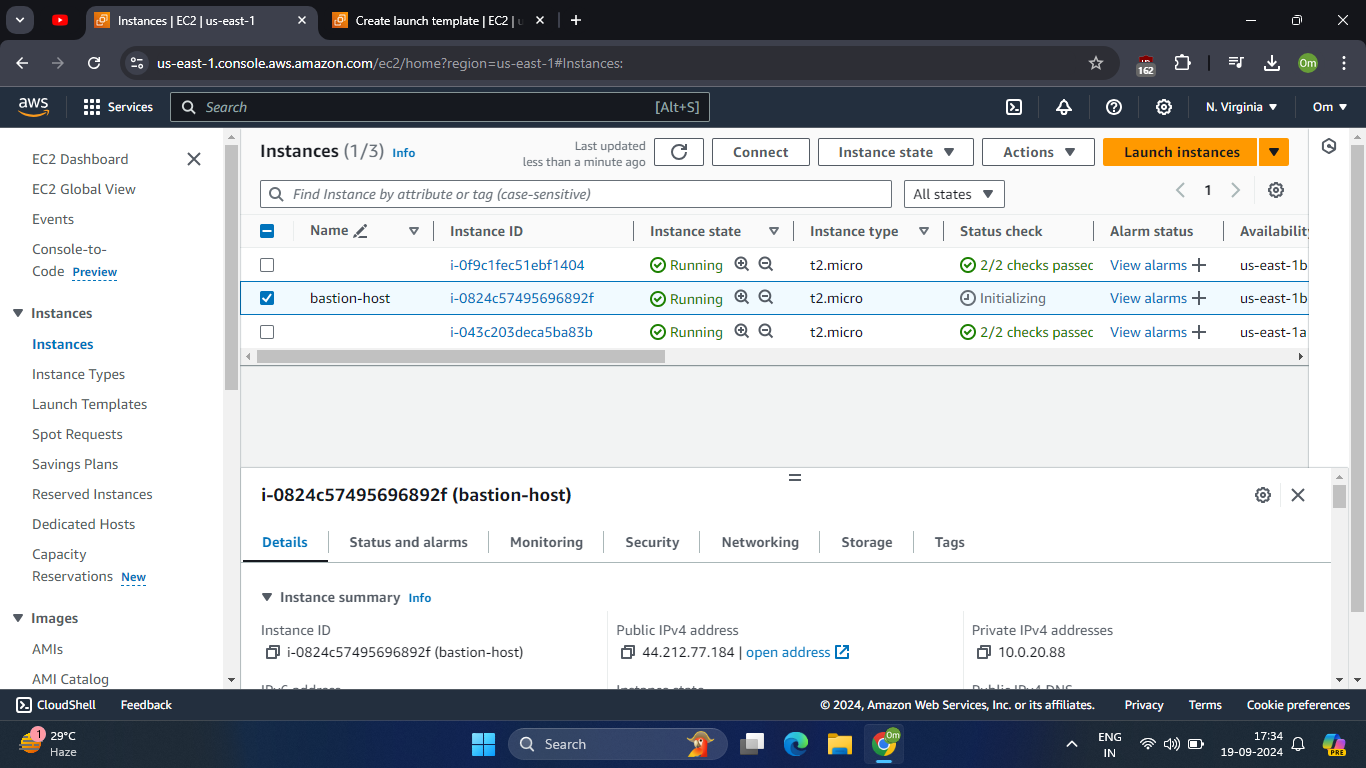 Instances | EC2 | us-east-1
Create launch template | EC2 | u
us-east-1.console.aws.amazon.com/ec2/home?region=us-east-1#Instances:
162
Om
aws
Services
Search
[Alt+S]
N. Virginia
Om
EC2 Dashboard
EC2 Global View
Events
Console-to-
Code Preview
Instances
Instances
Instance Types
Launch Templates
Spot Requests
Savings Plans
Reserved Instances
Dedicated Hosts
Capacity
Reservations New
Images
AMIs
AMI Catalog
Instances (1/3) Info
Last updated
less than a minute ago
Connect
Instance state
Actions
Launch instances
Find Instance by attribute or tag (case-sensitive)
All states
1
Name Instance ID Instance state Instance type Status check Alarm status Availability
i-0f9c1fec51ebf1404 Running t2.micro 2/2 checks passec View alarms us-east-1b
bastion-host i-0824c57495696892f Running t2.micro Initializing View alarms us-east-1b
i-043c203deca5ba83b Running t2.micro 2/2 checks passec View alarms us-east-1a
i-0824c57495696892f (bastion-host)
Details Status and alarms Monitoring Security Networking Storage Tags
Instance summary Info
Instance ID
i-0824c57495696892f (bastion-host)
Public IPv4 address
44.212.77.184 | open address
Private IPv4 addresses
10.0.20.88
IPv6 address
Instance state
Public IPv4 DNS
CloudShell Feedback
© 2024, Amazon Web Services, Inc. or its affiliates. Privacy Terms Cookie preferences
1
29°C
Haze
Search
Om
ENG
IN
17:34
19-09-2024
PRE